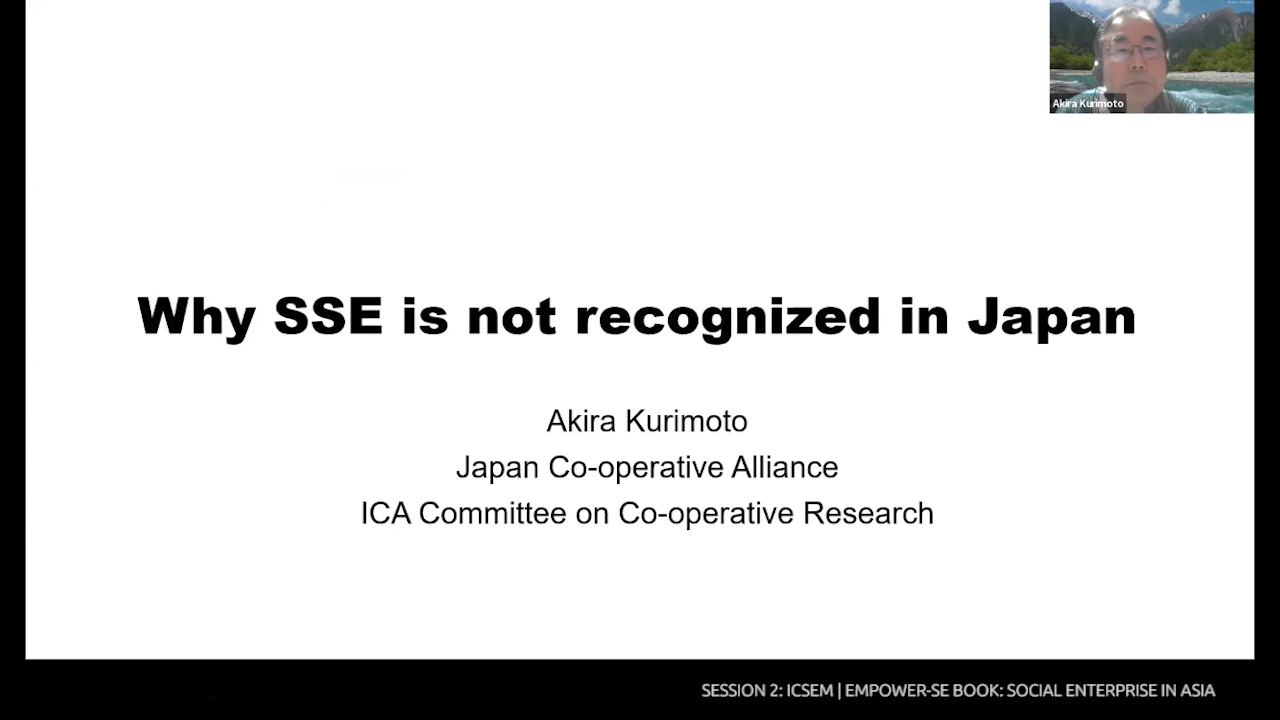 Akira Kurimoto
Why SSE is not recognized in Japan
Akira Kurimoto
Japan Co-operative Alliance
ICA Committee on Co-operative Research
SESSION 2: ICSEM | EMPOWER-SE BOOK: SOCIAL ENTERPRISE IN ASIA